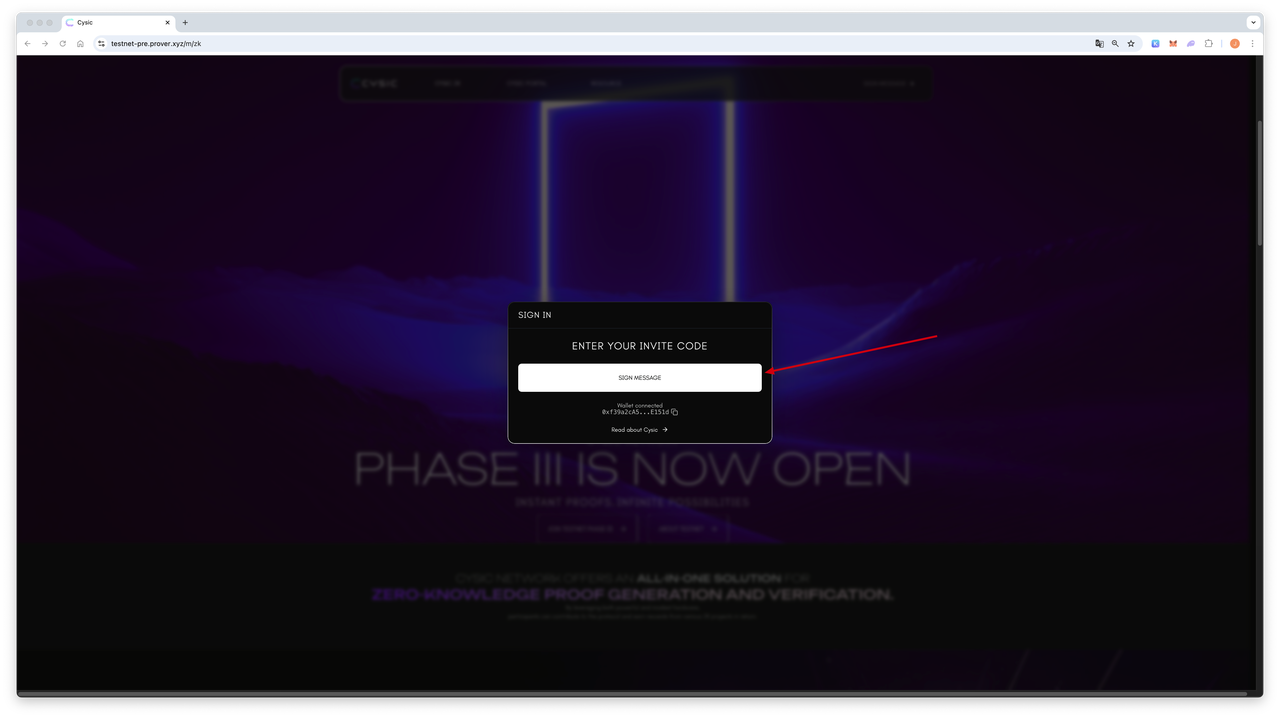 Cysic
testnet-pre.prover.xyz/m/zk
CYSIC
SIGN IN
ENTER YOUR INVITE CODE
SIGN MESSAGE
Wallet connected
0xf39a2cA5...E151d
Read about Cysic
PHASE III IS NOW OPEN
INSTANT PROOFS, INFINITE POSSIBILITIES
CYSIC NETWORK OFFERS AN ALL-IN-ONE SOLUTION FOR
ZERO-KNOWLEDGE PROOF GENERATION AND VERIFICATION.